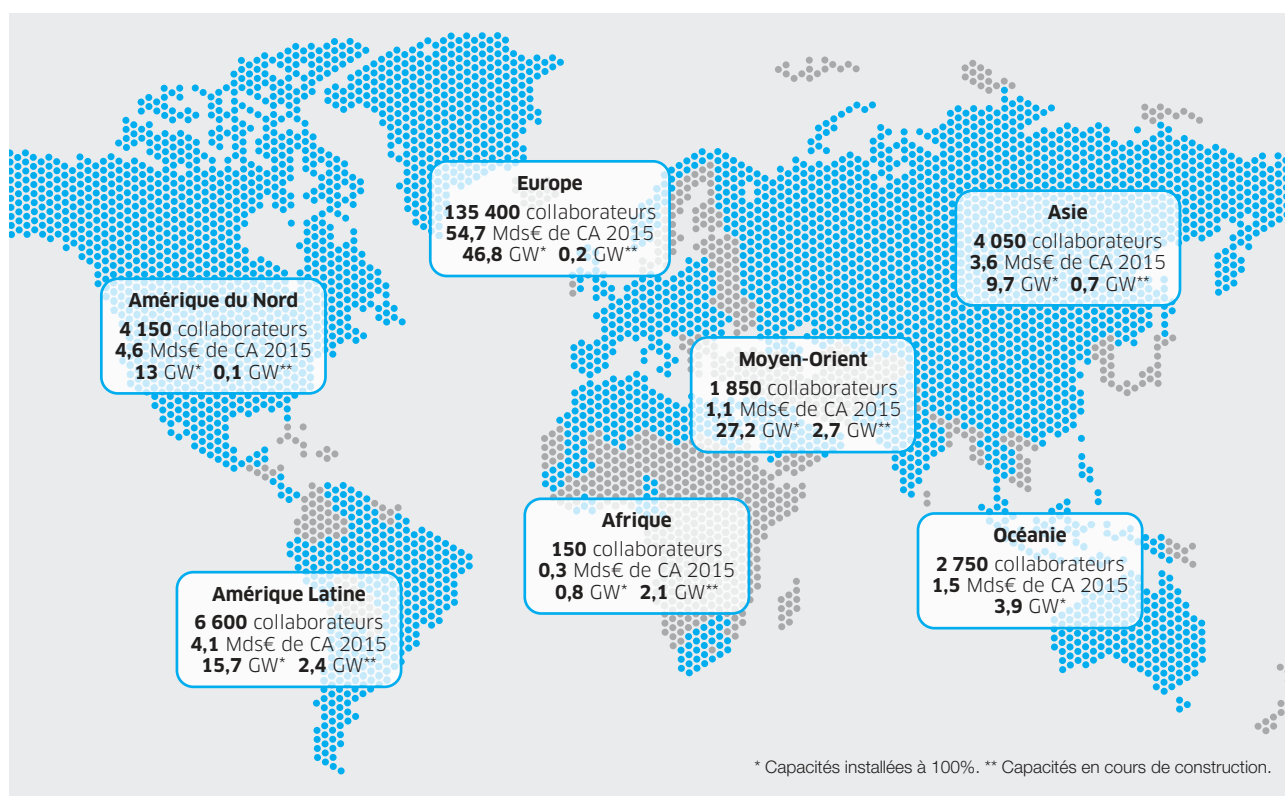 Europe
135 400 collaborateurs
54,7 Mds€ de CA 2015
46,8 GW* 0,2 GW**
Asie
4 050 collaborateurs
3,6 Mds€ de CA 2015
9,7 GW* 0,7 GW**
Amérique du Nord
4 150 collaborateurs
4,6 Mds€ de CA 2015
13 GW* 0,1 GW**
Moyen-Orient
1 850 collaborateurs
1,1 Mds€ de CA 2015
27,2 GW* 2,7 GW**
Afrique
150 collaborateurs
0,3 Mds€ de CA 2015
0,8 GW* 2,1 GW**
Océanie
2 750 collaborateurs
1,5 Mds€ de CA 2015
3,9 GW*
Amérique Latine
6 600 collaborateurs
4,1 Mds€ de CA 2015
15,7 GW* 2,4 GW**
* Capacités installées à 100%. ** Capacités en cours de construction.